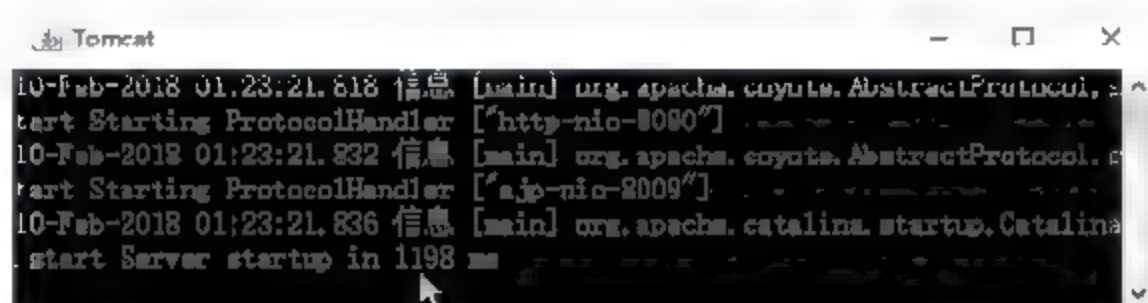 Tomcat
10-Feb-2018 01:23:21.818 信息 [main] org.apache.coyote.AbstractProtocol.s
tart Starting ProtocolHandler ["http-nio-8080"]
10-Feb-2018 01:23:21.832 信息 [main] org.apache.coyote.AbstractProtocol.
tart Starting ProtocolHandler ["ajp-nio-8009"]
10-Feb-2018 01:23:21.836 信息 [main] org.apache.catalina.startup.Catalina
.start Server startup in 1198 ms